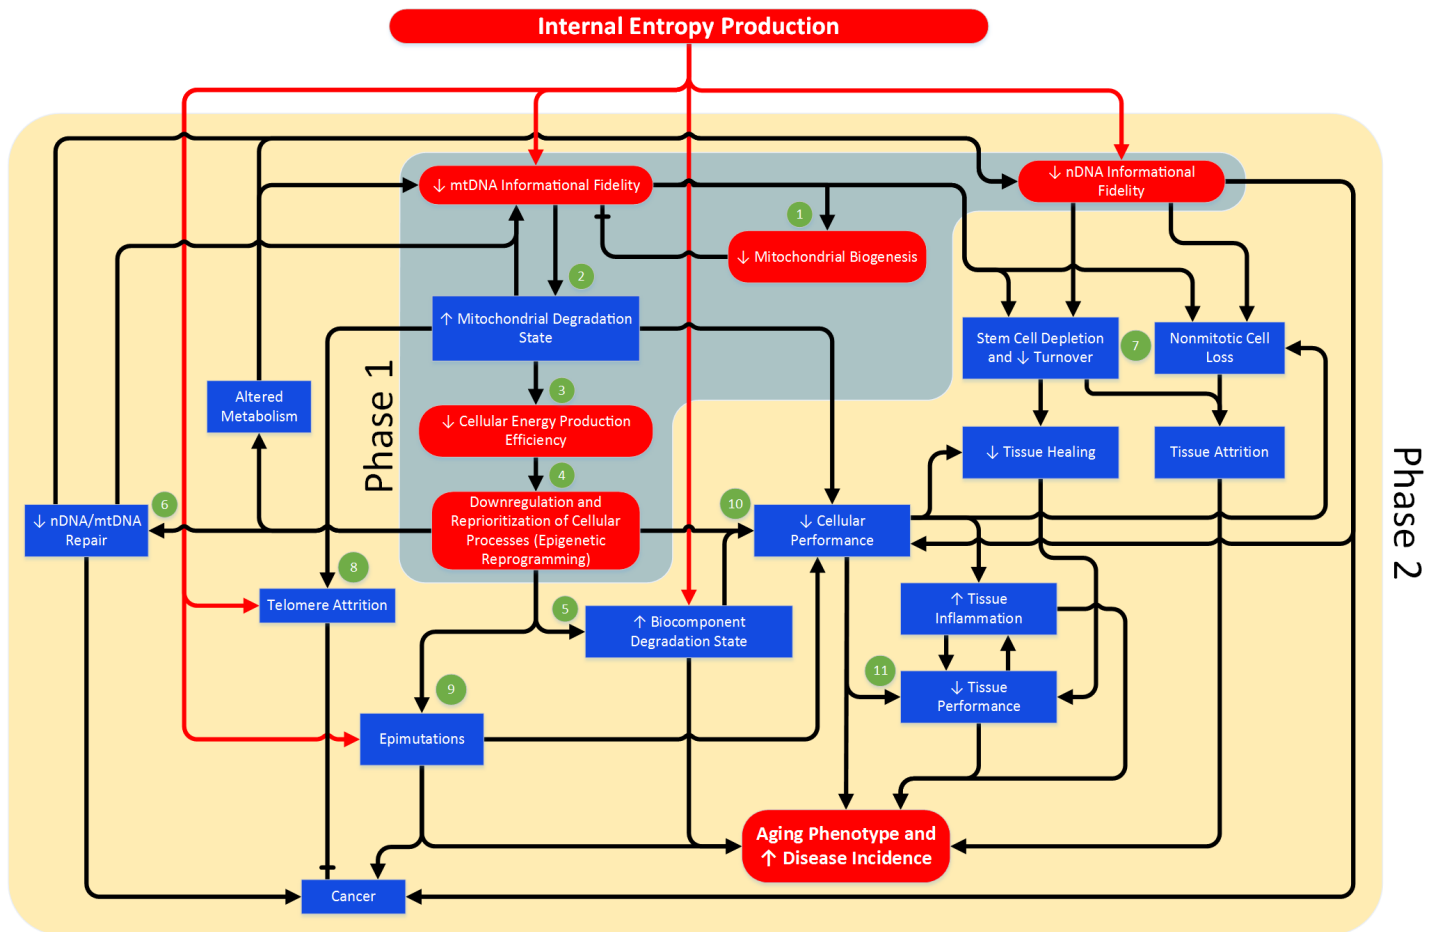 Internal Entropy Production
↓ mtDNA Informational Fidelity
↓ nDNA Informational
Fidelity
1
↓ Mitochondrial Biogenesis
2
↑ Mitochondrial Degradation
State
Stem Cell Depletion
and ↓ Turnover
7
Nonmitotic Cell
Loss
Phase 1
3
Altered
Metabolism
↓ Cellular Energy Production
Efficiency
↓ Tissue Healing
Tissue Attrition
Phase 2
4
6
↓ nDNA/mtDNA
Repair
Downregulation and
Reprioritization of Cellular
Processes (Epigenetic
Reprogramming)
10
↓ Cellular
Performance
8
Telomere Attrition
5
↑ Biocomponent
Degradation State
↑ Tissue
Inflammation
11
↓ Tissue
Performance
9
Epimutations
Aging Phenotype and
↑ Disease Incidence
Cancer